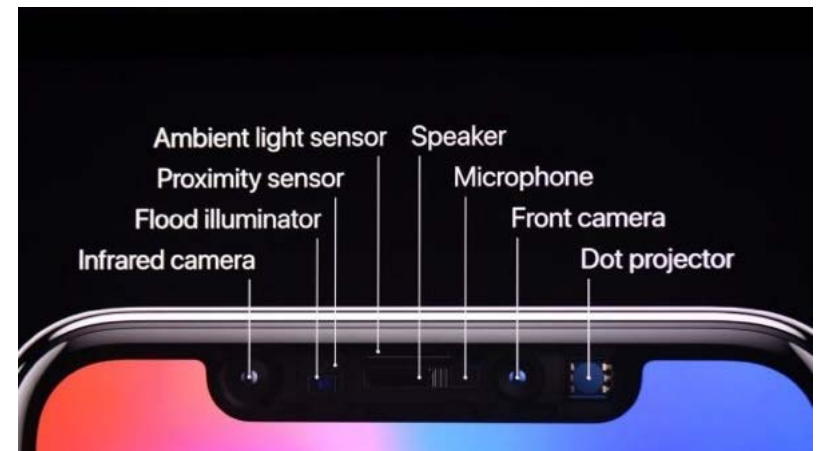 Ambient light sensor Speaker
Proximity sensor Microphone
Flood illuminator Front camera
Infrared camera Dot projector